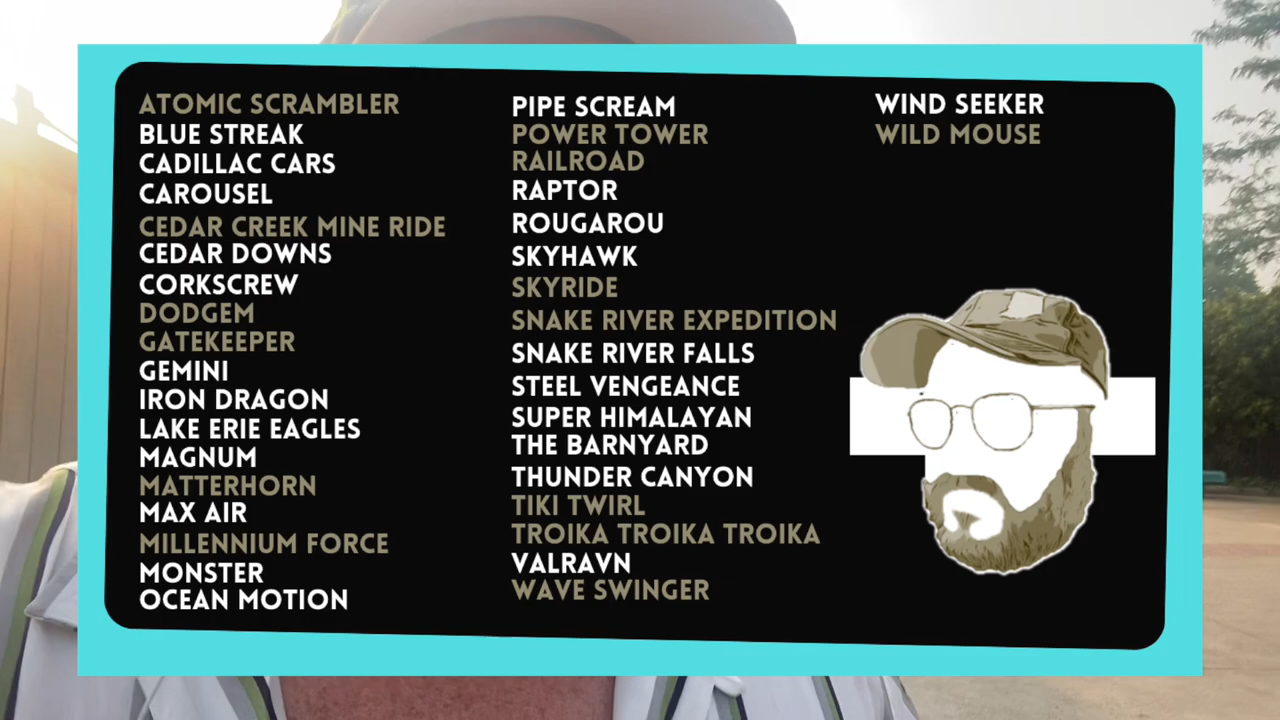 ATOMIC SCRAMBLER
BLUE STREAK
CADILLAC CARS
CAROUSEL
CEDAR CREEK MINE RIDE
CEDAR DOWNS
CORKSCREW
DODGEM
GATEKEEPER
GEMINI
IRON DRAGON
LAKE ERIE EAGLES
MAGNUM
MATTERHORN
MAX AIR
MILLENNIUM FORCE
MONSTER
OCEAN MOTION
PIPE SCREAM
POWER TOWER
RAILROAD
RAPTOR
ROUGAROU
SKYHAWK
SKYRIDE
SNAKE RIVER EXPEDITION
SNAKE RIVER FALLS
STEEL VENGEANCE
SUPER HIMALAYAN
THE BARNYARD
THUNDER CANYON
TIKI TWIRL
TROIKA TROIKA TROIKA
VALRAVN
WAVE SWINGER
WIND SEEKER
WILD MOUSE